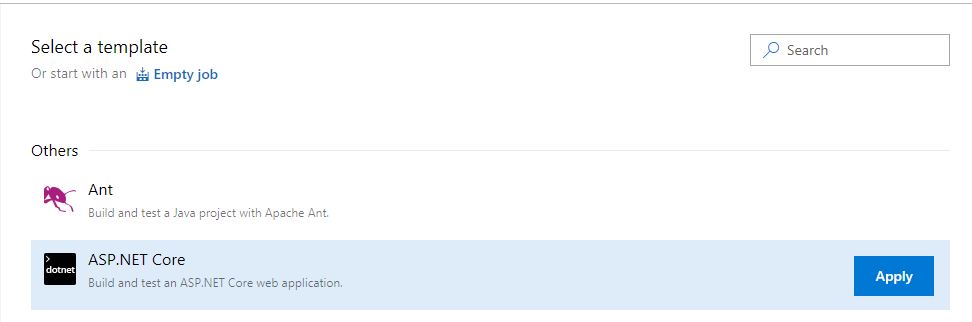 Select a template
Search
Or start with an Empty job
Others
Ant
Build and test a Java project with Apache Ant.
>
dotnet
ASP.NET Core
Build and test an ASP.NET Core web application.
Apply